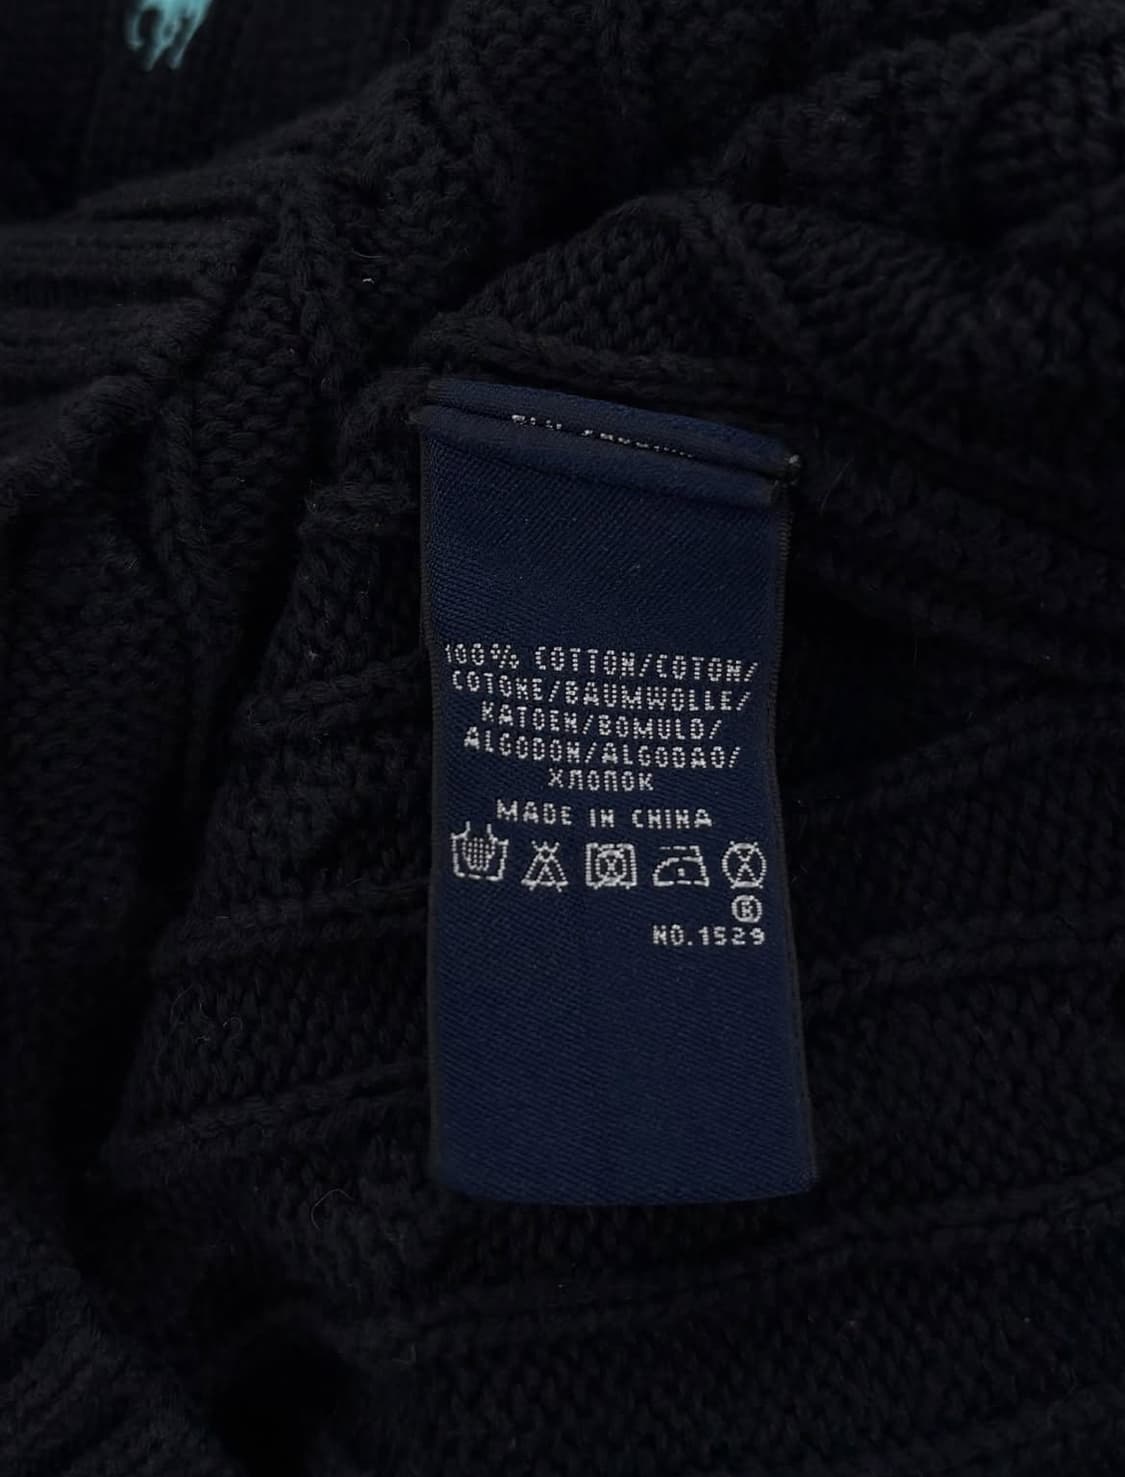 100% COTTON/COTON/
COTONE/BAUMWOLLE/
KATOEN/BOMULD/
ALGODON/ALGODAO/
ХЛОПОК
MADE IN CHINA
®
NO.1529